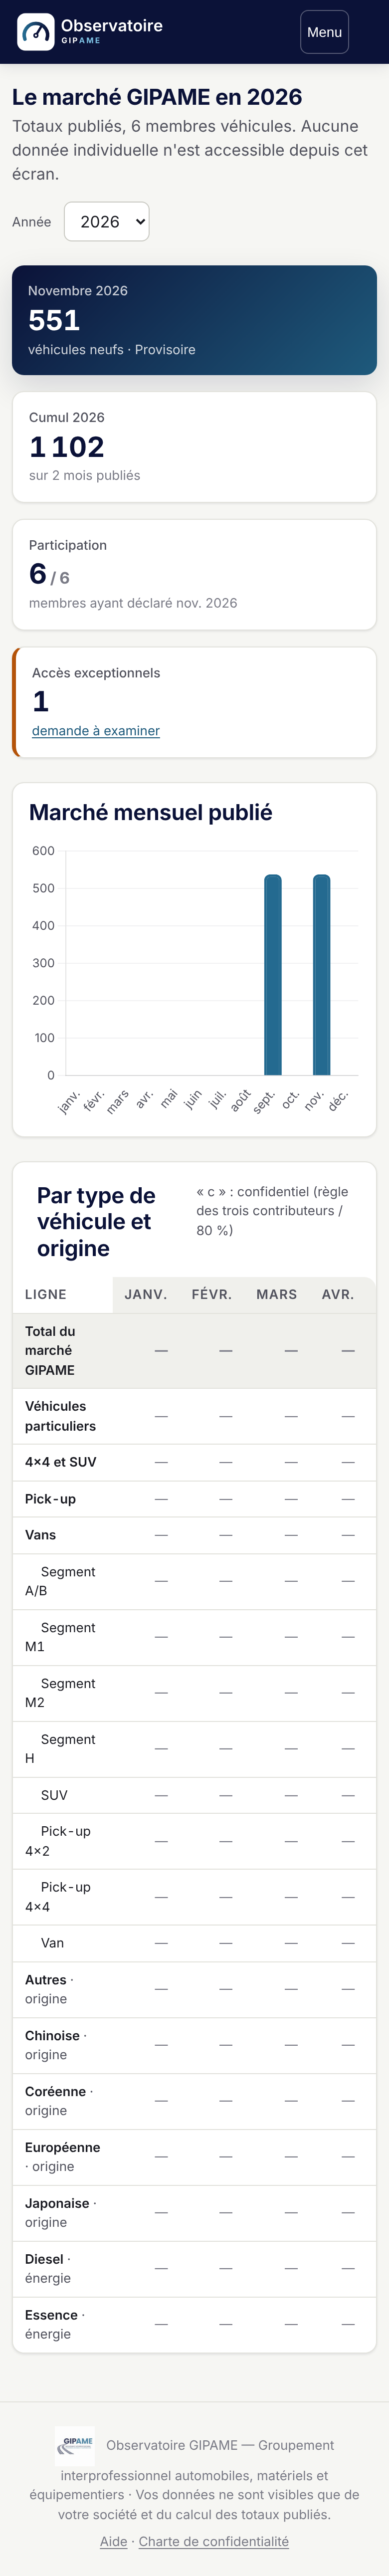 Observatoire
GIPAME
Menu
Le marché GIPAME en 2026
Totaux publiés, 6 membres véhicules. Aucune
donnée individuelle n'est accessible depuis cet
écran.
Année 2026
Novembre 2026
551
véhicules neufs · Provisoire
Cumul 2026
1 102
sur 2 mois publiés
Participation
6 / 6
membres ayant déclaré nov. 2026
Accès exceptionnels
1
demande à examiner
Marché mensuel publié
600
500
400
300
200
100
0
janv. févr. mars avr. mai juin juil. août sept. oct. nov. déc.
Par type de
véhicule et
origine
« c » : confidentiel (règle
des trois contributeurs /
80 %)
LIGNE JANV. FÉVR. MARS AVR.
Total du
marché
GIPAME
— — — —
Véhicules
particuliers
— — — —
4×4 et SUV — — — —
Pick-up — — — —
Vans — — — —
Segment
A/B
— — — —
Segment
M1
— — — —
Segment
M2
— — — —
Segment
H
— — — —
SUV — — — —
Pick-up
4×2
— — — —
Pick-up
4×4
— — — —
Van — — — —
Autres ·
origine
— — — —
Chinoise ·
origine
— — — —
Coréenne ·
origine
— — — —
Européenne
· origine
— — — —
Japonaise ·
origine
— — — —
Diesel ·
énergie
— — — —
Essence ·
énergie
— — — —
GIPAME
Observatoire GIPAME — Groupement
interprofessionnel automobiles, matériels et
équipementiers · Vos données ne sont visibles que de
votre société et du calcul des totaux publiés.
Aide · Charte de confidentialité